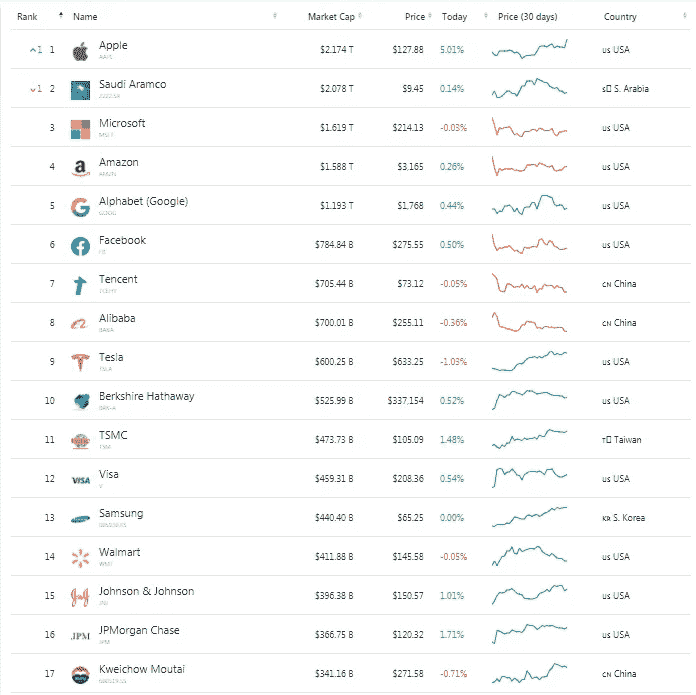 Rank Name Market Cap Price Today Price (30 days) Country
1 1 Apple $2.174 T $127.88 5.01% us USA
AAPL
1 2 Saudi Aramco $2.078 T $9.45 0.14% S. Arabia
2222.SR
3 Microsoft $1.619 T $214.13 -0.03% us USA
MSFT
4 a Amazon $1.588 T $3,165 0.26% us USA
AMZN
5 G Alphabet (Google) $1.193 T $1,768 0.44% us USA
GOOG
6 f Facebook $784.84 B $275.55 0.50% us USA
FB
7 Tencent $705.44 B $73.12 -0.05% CN China
TCEHY
8 Alibaba $700.01 B $255.11 -0.36% CN China
BABA
9 Tesla $600.25 B $633.25 -1.03% us USA
TSLA
10 Berkshire Hathaway $525.99 B $337,154 0.52% us USA
BRK-A
11 TSMC $473.73 B $105.09 1.48% Taiwan
TSM
12 VISA Visa $459.31 B $208.36 0.54% us USA
V
13 Samsung $440.40 B $65.25 0.00% KR S. Korea
14 Walmart $411.88 B $145.58 -0.05% us USA
WMT
15 Johnson & Johnson $396.38 B $150.57 1.01% us USA
JNJ
16 JPM JPMorgan Chase $366.75 B $120.32 1.71% us USA
JPM
17 Kweichow Moutai $341.16 B $271.58 -0.71% CN China